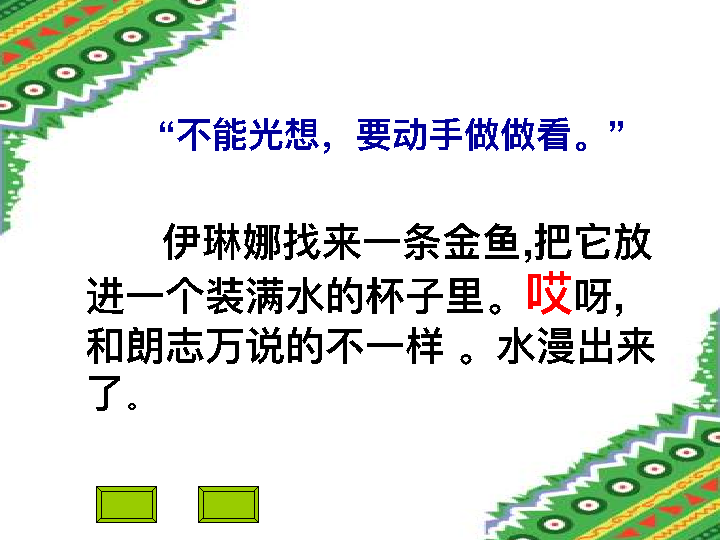 “不能光想，要动手做做看。”
伊琳娜找来一条金鱼,把它放
进一个装满水的杯子里。哎呀,
和朗志万说的不一样 。水漫出来
了。